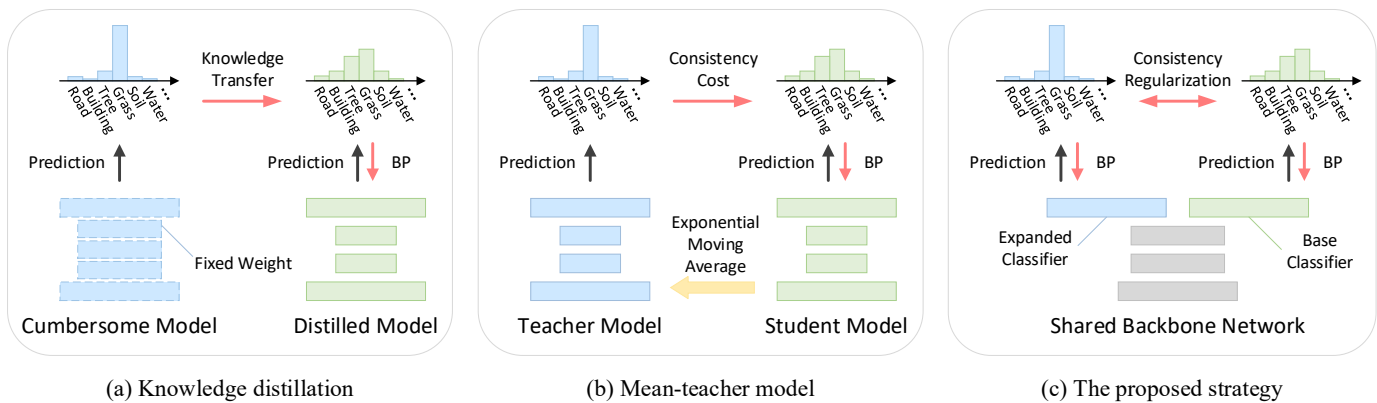 Road
Building
Tree
Grass
Soil
Water
...
Knowledge
Transfer
Road
Building
Tree
Grass
Soil
Water
...
Prediction
Prediction
BP
Fixed Weight
Cumbersome Model
Distilled Model
(a) Knowledge distillation
Road
Building
Tree
Grass
Soil
Water
...
Consistency
Cost
Road
Building
Tree
Grass
Soil
Water
...
Prediction
Prediction
BP
Exponential
Moving
Average
Teacher Model
Student Model
(b) Mean-teacher model
Road
Building
Tree
Grass
Soil
Water
...
Consistency
Regularization
Road
Building
Tree
Grass
Soil
Water
...
Prediction
BP
Prediction
BP
Expanded
Classifier
Base
Classifier
Shared Backbone Network
(c) The proposed strategy